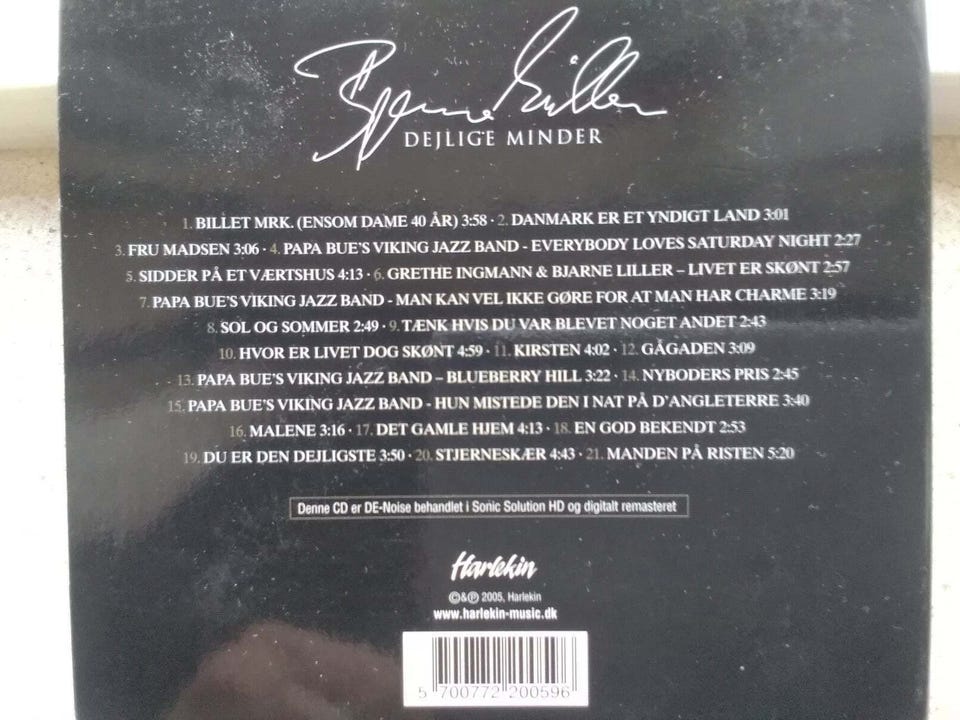 Bjarne Liller
DEJLIGE MINDER
1. BILLET MRK. (ENSOM DAME 40 ÅR) 3:58 · 2. DANMARK ER ET YNDIGT LAND 3:01
3. FRU MADSEN 3:06 · 4. PAPA BUE'S VIKING JAZZ BAND - EVERYBODY LOVES SATURDAY NIGHT 2:27
5. SIDDER PÅ ET VÆRTSHUS 4:13 · 6. GRETHE INGMANN & BJARNE LILLER – LIVET ER SKØNT 2:57
7. PAPA BUE'S VIKING JAZZ BAND - MAN KAN VEL IKKE GØRE FOR AT MAN HAR CHARME 3:19
8. SOL OG SOMMER 2:49 · 9. TÆNK HVIS DU VAR BLEVET NOGET ANDET 2:43
10. HVOR ER LIVET DOG SKØNT 4:59 · 11. KIRSTEN 4:02 · 12. GÅGADEN 3:09
13. PAPA BUE'S VIKING JAZZ BAND – BLUEBERRY HILL 3:22 · 14. NYBODERS PRIS 2:45
15. PAPA BUE'S VIKING JAZZ BAND - HUN MISTEDE DEN I NAT PÅ D'ANGLETERRE 3:40
16. MALENE 3:16 · 17. DET GAMLE HJEM 4:13 · 18. EN GOD BEKENDT 2:53
19. DU ER DEN DEJLIGSTE 3:50 · 20. STJERNESKÆR 4:43 · 21. MANDEN PÅ RISTEN 5:20
Denne CD er DE-Noise behandlet i Sonic Solution HD og digitalt remasteret
Harlekin
©&℗ 2005, Harlekin
www.harlekin-music.dk
5 700772 200596